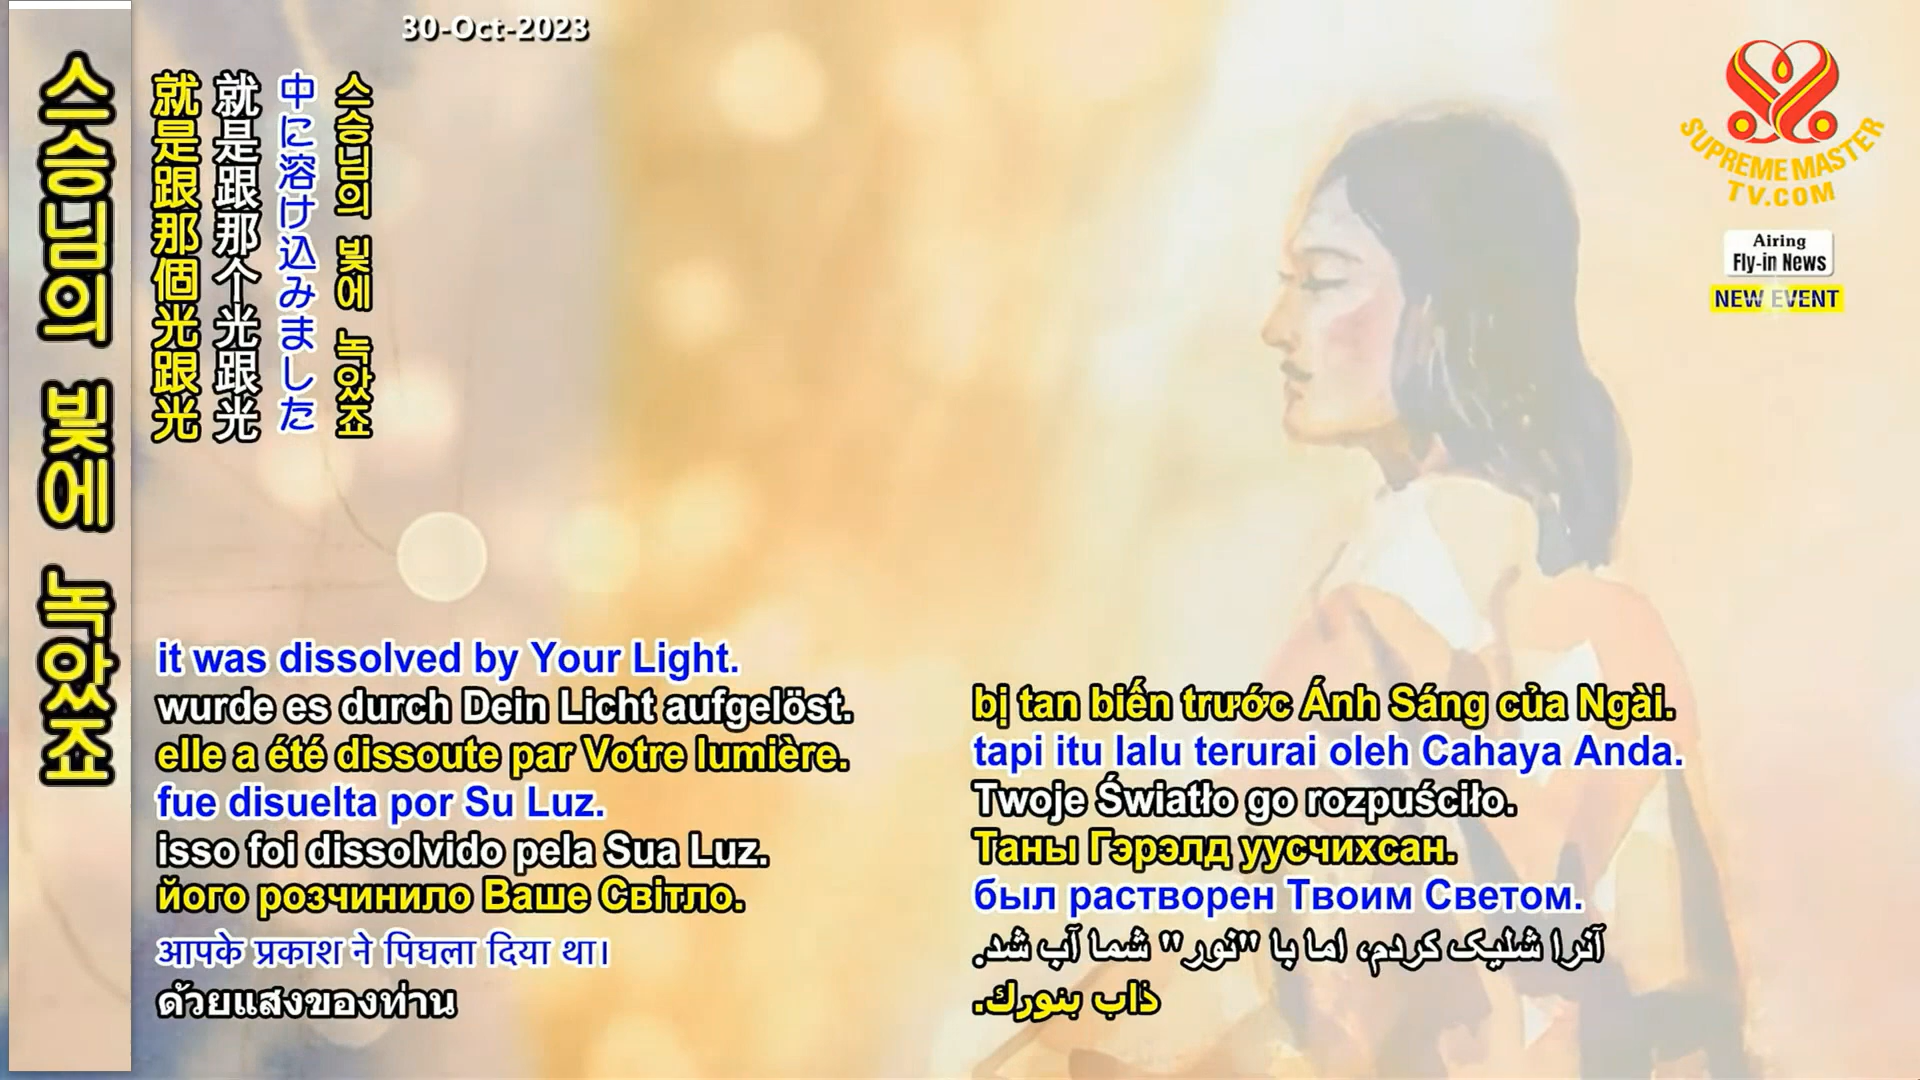 30-Oct-2023
스승님의 빛에 녹았죠
스승님의 빛에 녹았죠
中に溶け込みました
就是跟那个光跟光
就是跟那個光跟光
SUPREME MASTER
TV.COM
Airing
Fly-in News
NEW EVENT
it was dissolved by Your Light.
wurde es durch Dein Licht aufgelöst.
elle a été dissoute par Votre lumière.
fue disuelta por Su Luz.
isso foi dissolvido pela Sua Luz.
його розчинило Ваше Світло.
आपके प्रकाश ने पिघला दिया था।
ด้วยแสงของท่าน
bị tan biến trước Ánh Sáng của Ngài.
tapi itu lalu terurai oleh Cahaya Anda.
Twoje Światło go rozpuściło.
Таны Гэрэлд уусчихсан.
был растворен Твоим Светом.
آنرا شلیک کردم، اما با "نور" شما آب شد.
ذاب بنورك.